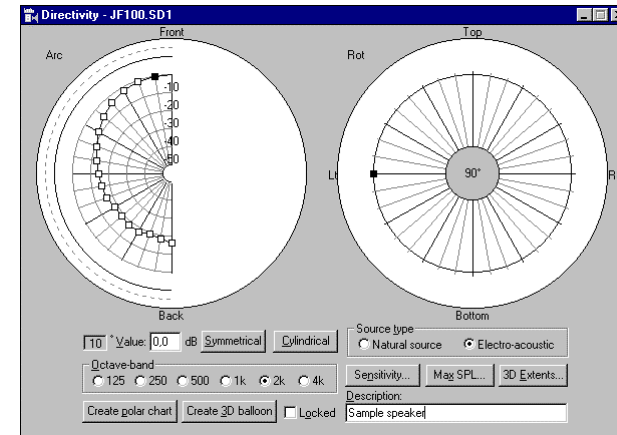 Directivity - JF100.SD1
Front Top
Arc Rot
-10
-20
-30
-40
-50
Lt 90° R
Back Bottom
10 ° Value: 0,0 dB Symmetrical Cylindrical
Source type
Natural source Electro-acoustic
Octave-band
125 250 500 1k 2k 4k
Sensitivity... Max SPL... 3D Extents...
Description:
Create polar chart Create 3D balloon Locked Sample speaker